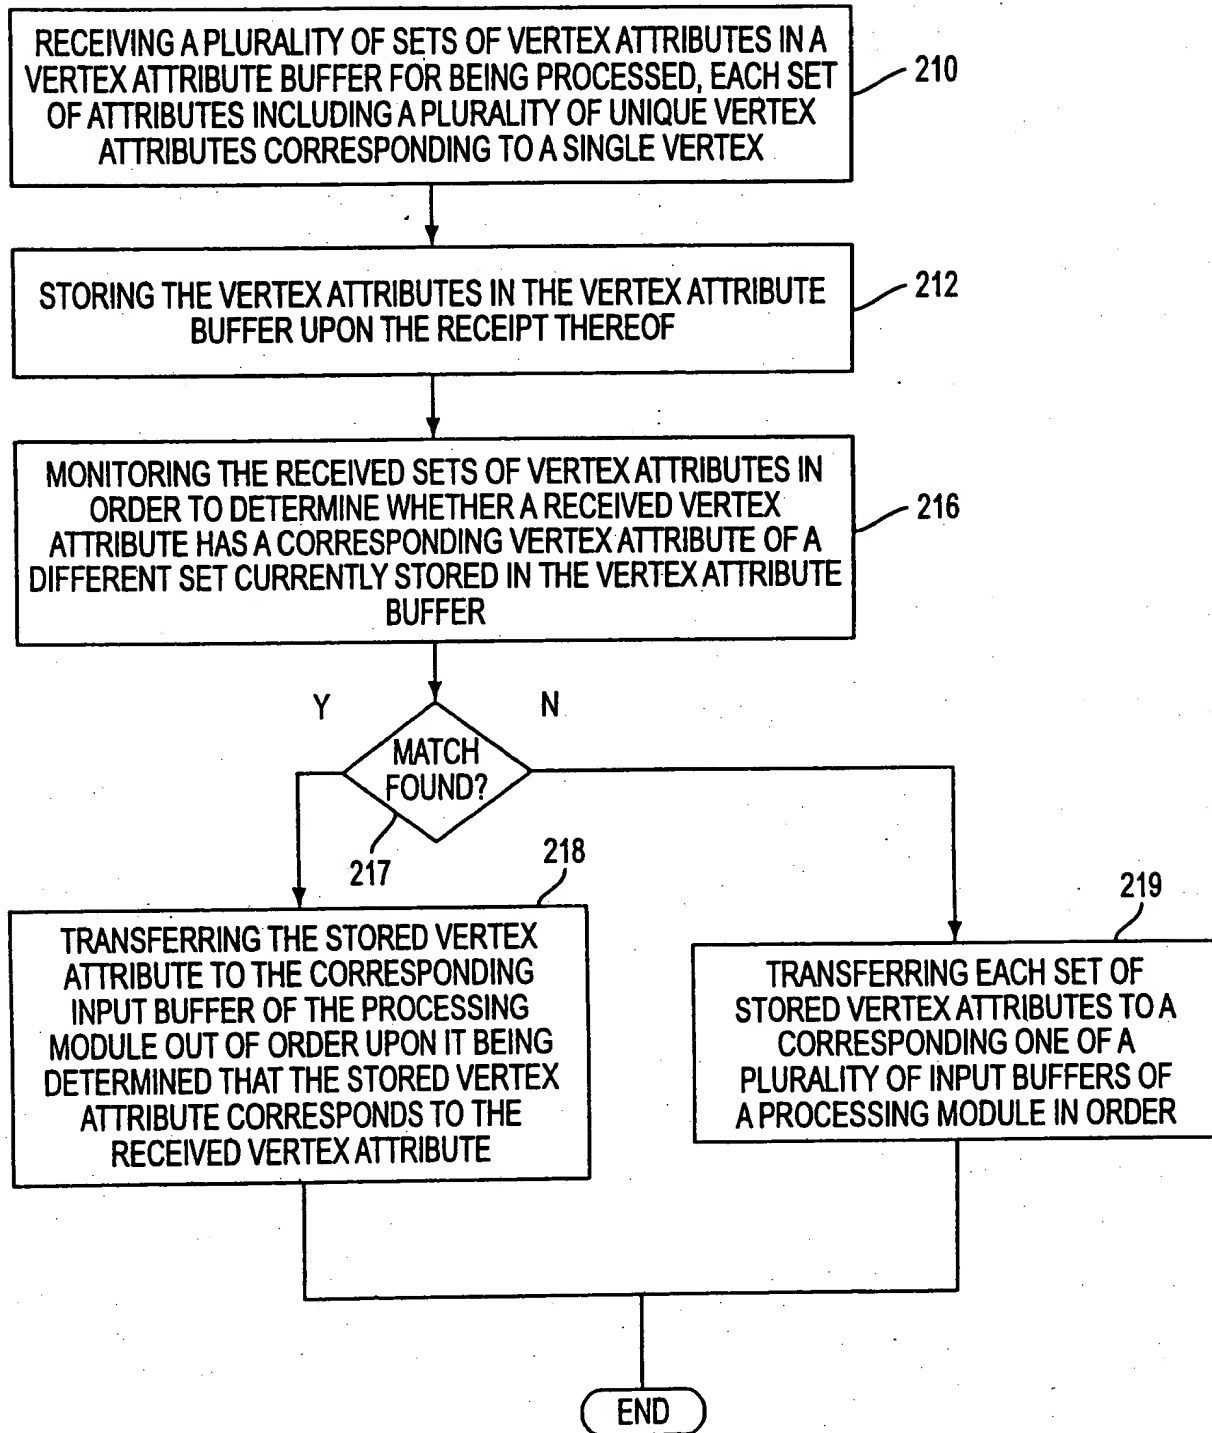 RECEIVING A PLURALITY OF SETS OF VERTEX ATTRIBUTES IN A
VERTEX ATTRIBUTE BUFFER FOR BEING PROCESSED, EACH SET
OF ATTRIBUTES INCLUDING A PLURALITY OF UNIQUE VERTEX
ATTRIBUTES CORRESPONDING TO A SINGLE VERTEX
210
STORING THE VERTEX ATTRIBUTES IN THE VERTEX ATTRIBUTE
BUFFER UPON THE RECEIPT THEREOF
212
MONITORING THE RECEIVED SETS OF VERTEX ATTRIBUTES IN
ORDER TO DETERMINE WHETHER A RECEIVED VERTEX
ATTRIBUTE HAS A CORRESPONDING VERTEX ATTRIBUTE OF A
DIFFERENT SET CURRENTLY STORED IN THE VERTEX ATTRIBUTE
BUFFER
216
Y
N
MATCH
FOUND?
217
218
TRANSFERRING THE STORED VERTEX
ATTRIBUTE TO THE CORRESPONDING
INPUT BUFFER OF THE PROCESSING
MODULE OUT OF ORDER UPON IT BEING
DETERMINED THAT THE STORED VERTEX
ATTRIBUTE CORRESPONDS TO THE
RECEIVED VERTEX ATTRIBUTE
219
TRANSFERRING EACH SET OF
STORED VERTEX ATTRIBUTES TO A
CORRESPONDING ONE OF A
PLURALITY OF INPUT BUFFERS OF
A PROCESSING MODULE IN ORDER
END